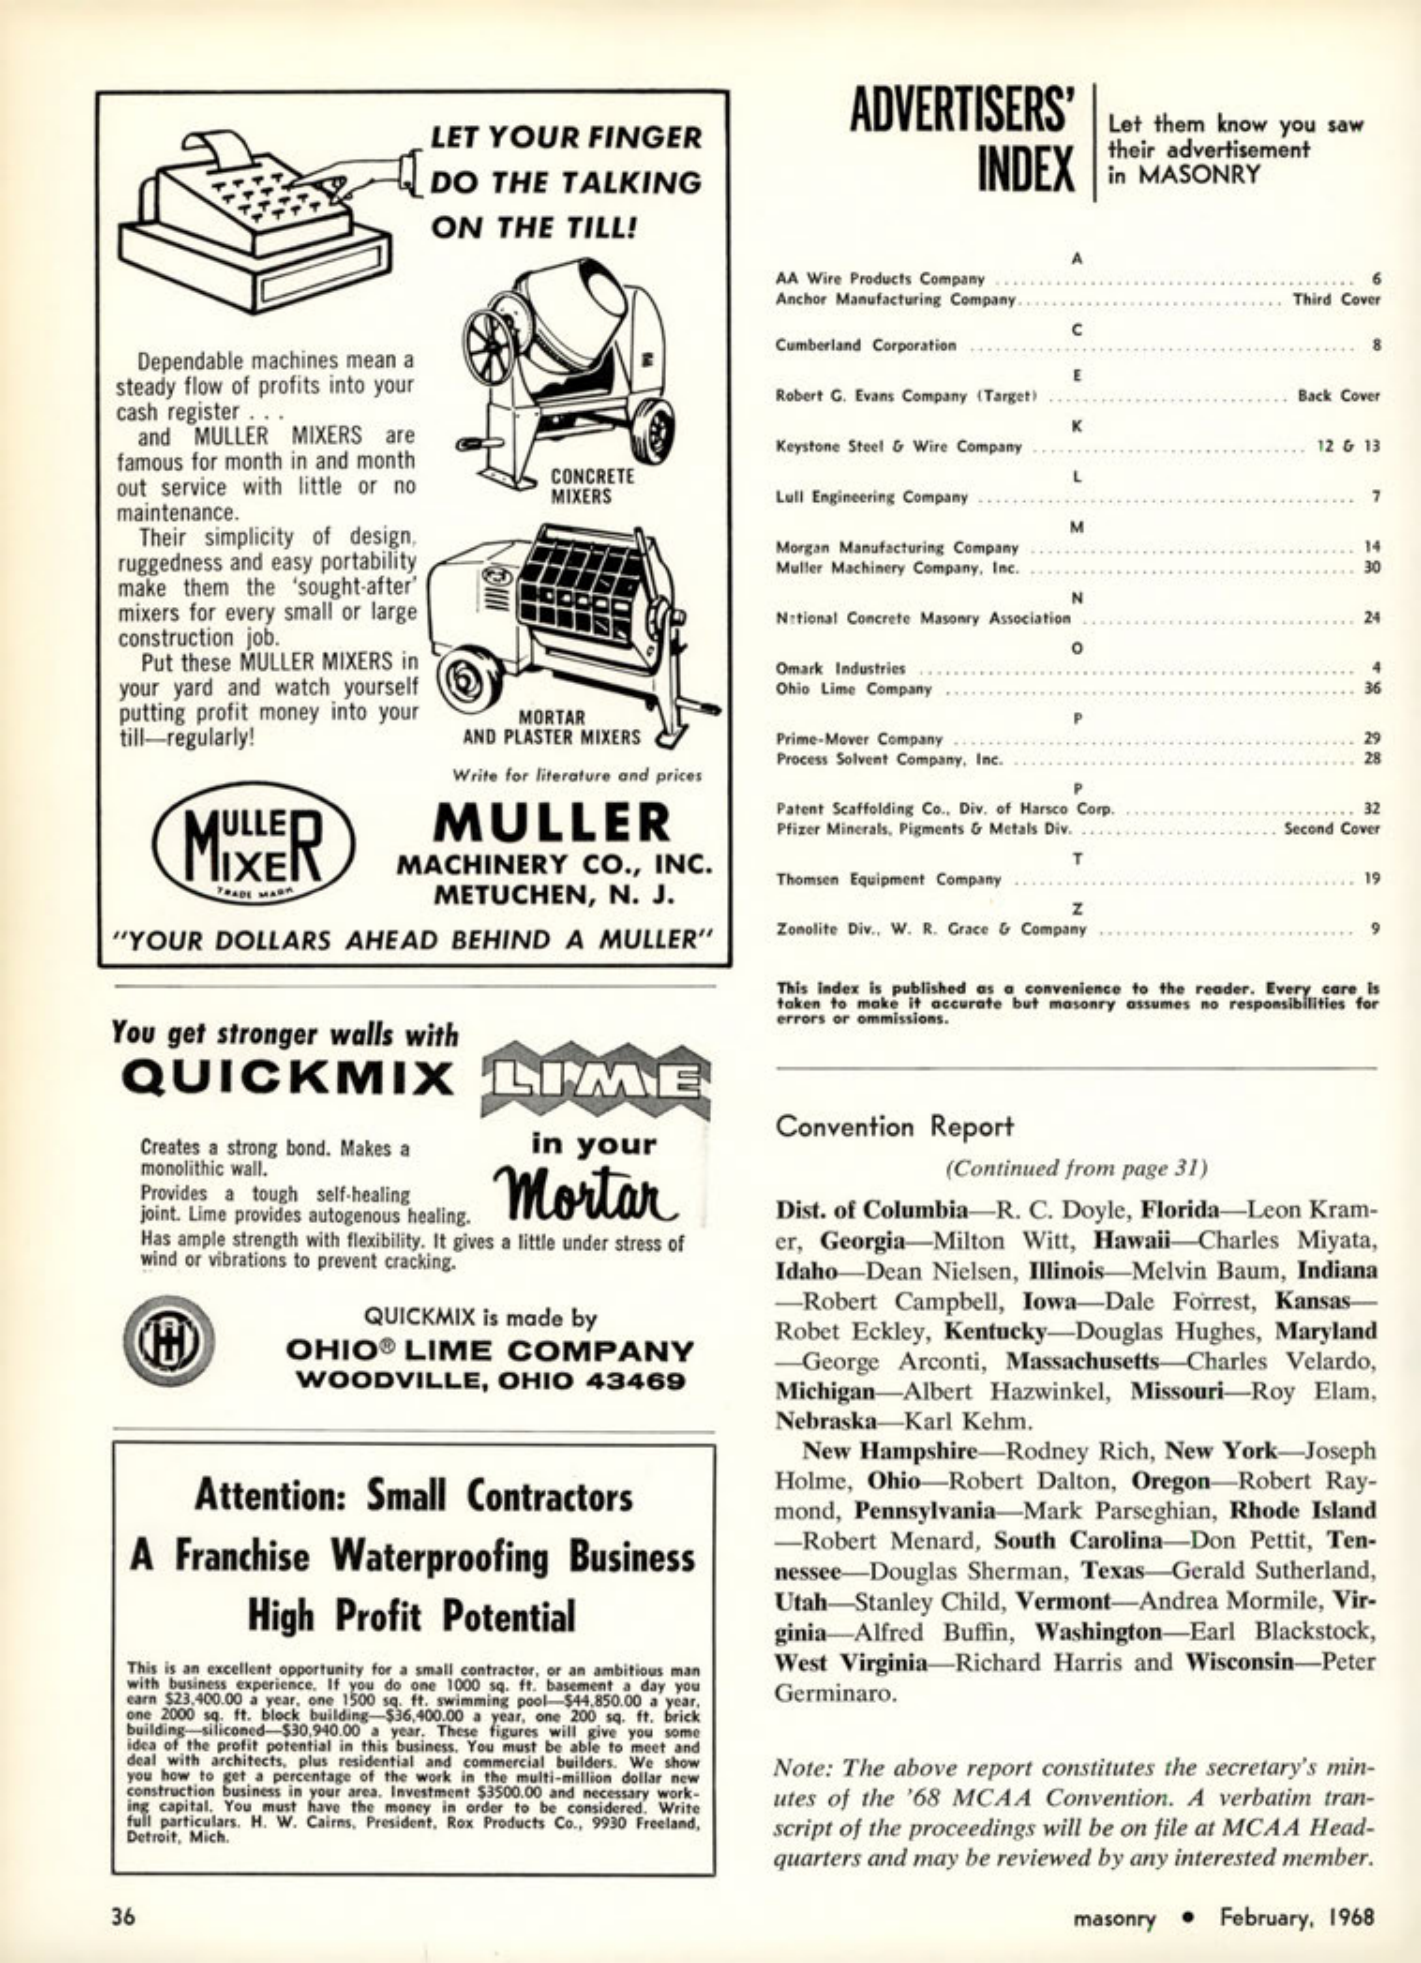 LET YOUR FINGER
DO THE TALKING
ON THE TILL!
Dependable machines mean a
steady flow of profits into your
cash register . . .
and MULLER MIXERS are
famous for month in and month
out service with little or no
maintenance.
Their simplicity of design,
ruggedness and easy portability
make them the 'sought-after'
mixers for every small or large
construction job.
Put these MULLER MIXERS in
your yard and watch yourself
putting profit money into your
till—regularly!
CONCRETE
MIXERS
MORTAR
AND PLASTER MIXERS
Write for literature and prices
MULLER
MIXER
TRADE MARK
MULLER
MACHINERY CO., INC.
METUCHEN, N. J.
"YOUR DOLLARS AHEAD BEHIND A MULLER"
You get stronger walls with
QUICKMIX LIME
in your
Mortar
Creates a strong bond. Makes a
monolithic wall.
Provides a tough self-healing
joint. Lime provides autogenous healing.
Has ample strength with flexibility. It gives a little under stress of
wind or vibrations to prevent cracking.
QUICKMIX is made by
OHIO® LIME COMPANY
WOODVILLE, OHIO 43469
Attention: Small Contractors
A Franchise Waterproofing Business
High Profit Potential
This is an excellent opportunity for a small contractor, or an ambitious man
with business experience. If you do one 1000 sq. ft. basement a day you
earn $23,400.00 a year, one 1500 sq. ft. swimming pool—$44,850.00 a year,
one 2000 sq. ft. block building—$36,400.00 a year, one 200 sq. ft. brick
building—siliconed—$30,940.00 a year. These figures will give you some
idea of the profit potential in this business. You must be able to meet and
deal with architects, plus residential and commercial builders. We show
you how to get a percentage of the work in the multi-million dollar new
construction business in your area. Investment $3500.00 and necessary work-
ing capital. You must have the money in order to be considered. Write
full particulars. H. W. Cairns, President, Rox Products Co., 9930 Freeland,
Detroit, Mich.
ADVERTISERS'
INDEX
Let them know you saw
their advertisement
in MASONRY
A
AA Wire Products Company ........ 6
Anchor Manufacturing Company ........ Third Cover
C
Cumberland Corporation ........ 8
E
Robert G. Evans Company (Target) ........ Back Cover
K
Keystone Steel & Wire Company ........ 12 & 13
L
Lull Engineering Company ........ 7
M
Morgan Manufacturing Company ........ 14
Muller Machinery Company, Inc. ........ 30
N
National Concrete Masonry Association ........ 24
O
Omark Industries ........ 4
Ohio Lime Company ........ 36
P
Prime-Mover Company ........ 29
Process Solvent Company, Inc. ........ 28
P
Patent Scaffolding Co., Div. of Harsco Corp. ........ 32
Pfizer Minerals, Pigments & Metals Div. ........ Second Cover
T
Thomsen Equipment Company ........ 19
Z
Zonolite Div., W. R. Grace & Company ........ 9
This index is published as a convenience to the reader. Every care is
taken to make it accurate but masonry assumes no responsibilities for
errors or ommissions.
Convention Report
(Continued from page 31)
Dist. of Columbia—R. C. Doyle, Florida—Leon Kram-
er, Georgia—Milton Witt, Hawaii—Charles Miyata,
Idaho—Dean Nielsen, Illinois—Melvin Baum, Indiana
—Robert Campbell, Iowa—Dale Forrest, Kansas—
Robet Eckley, Kentucky—Douglas Hughes, Maryland
—George Arconti, Massachusetts—Charles Velardo,
Michigan—Albert Hazwinkel, Missouri—Roy Elam,
Nebraska—Karl Kehm.
New Hampshire—Rodney Rich, New York—Joseph
Holme, Ohio—Robert Dalton, Oregon—Robert Ray-
mond, Pennsylvania—Mark Parseghian, Rhode Island
—Robert Menard, South Carolina—Don Pettit, Ten-
nessee—Douglas Sherman, Texas—Gerald Sutherland,
Utah—Stanley Child, Vermont—Andrea Mormile, Vir-
ginia—Alfred Buffin, Washington—Earl Blackstock,
West Virginia—Richard Harris and Wisconsin—Peter
Germinaro.
Note: The above report constitutes the secretary's min-
utes of the '68 MCAA Convention. A verbatim tran-
script of the proceedings will be on file at MCAA Head-
quarters and may be reviewed by any interested member.
36
masonry • February, 1968